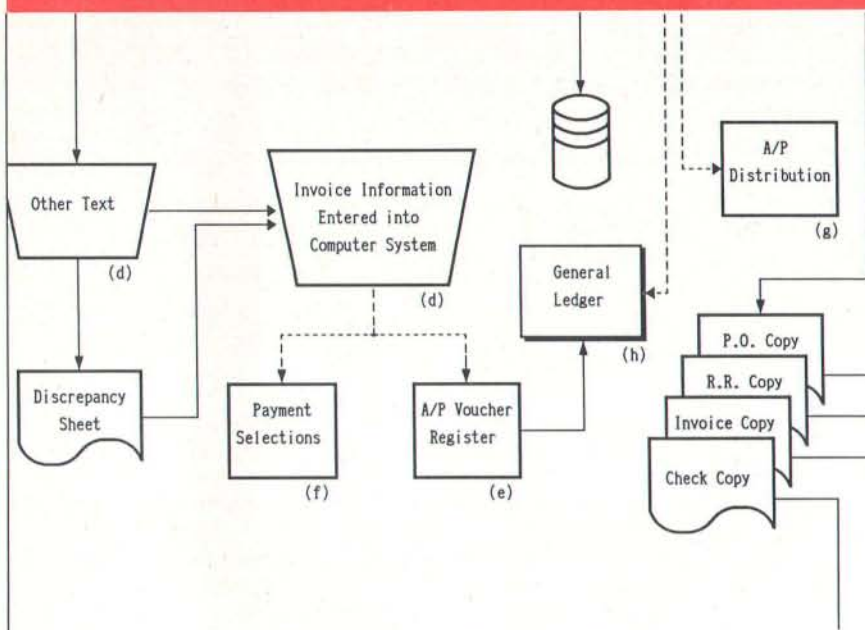 Other Text
(d)
Invoice Information
Entered into
Computer System
(d)
A/P
Distribution
(g)
General
Ledger
(h)
Discrepancy
Sheet
Payment
Selections
(f)
A/P Voucher
Register
(e)
P.O. Copy
R.R. Copy
Invoice Copy
Check Copy